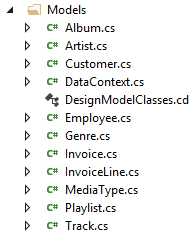 Models
C# Album.cs
C# Artist.cs
C# Customer.cs
C# DataContext.cs
DesignModelClasses.cd
C# Employee.cs
C# Genre.cs
C# Invoice.cs
C# InvoiceLine.cs
C# MediaType.cs
C# Playlist.cs
C# Track.cs